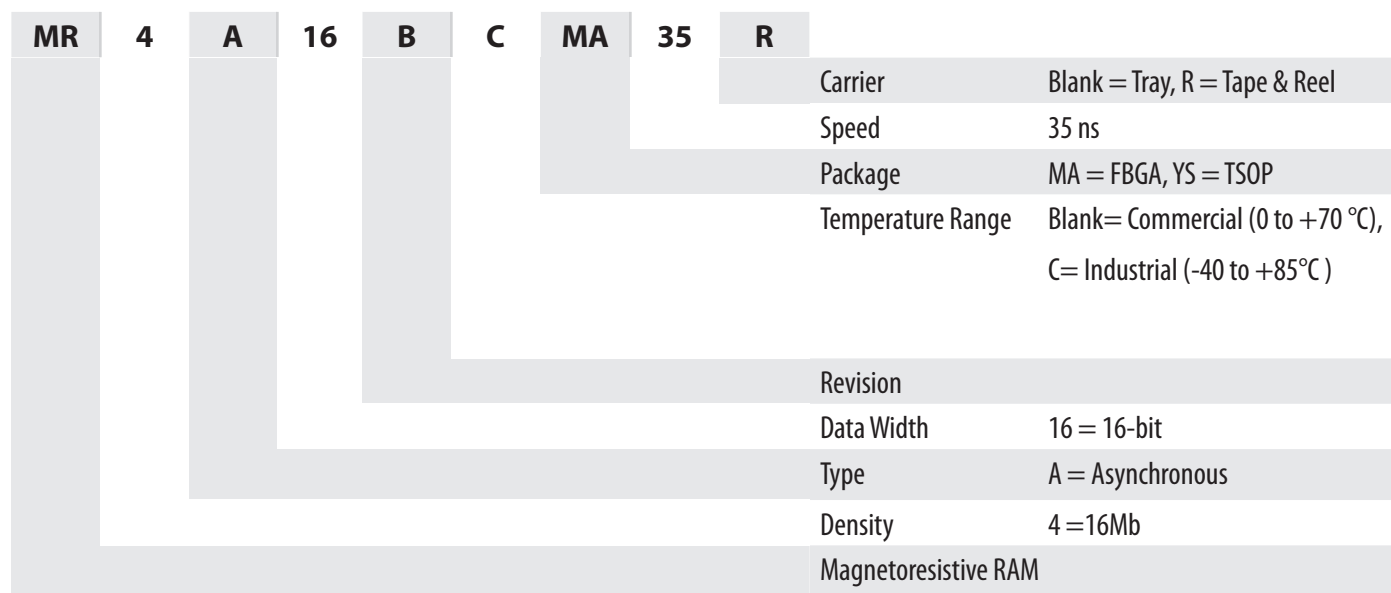 MR 4 A 16 B C MA 35 R
Carrier Blank = Tray, R = Tape & Reel
Speed 35 ns
Package MA = FBGA, YS = TSOP
Temperature Range Blank= Commercial (0 to +70 °C),
C= Industrial (-40 to +85°C )
Revision
Data Width 16 = 16-bit
Type A = Asynchronous
Density 4 =16Mb
Magnetoresistive RAM